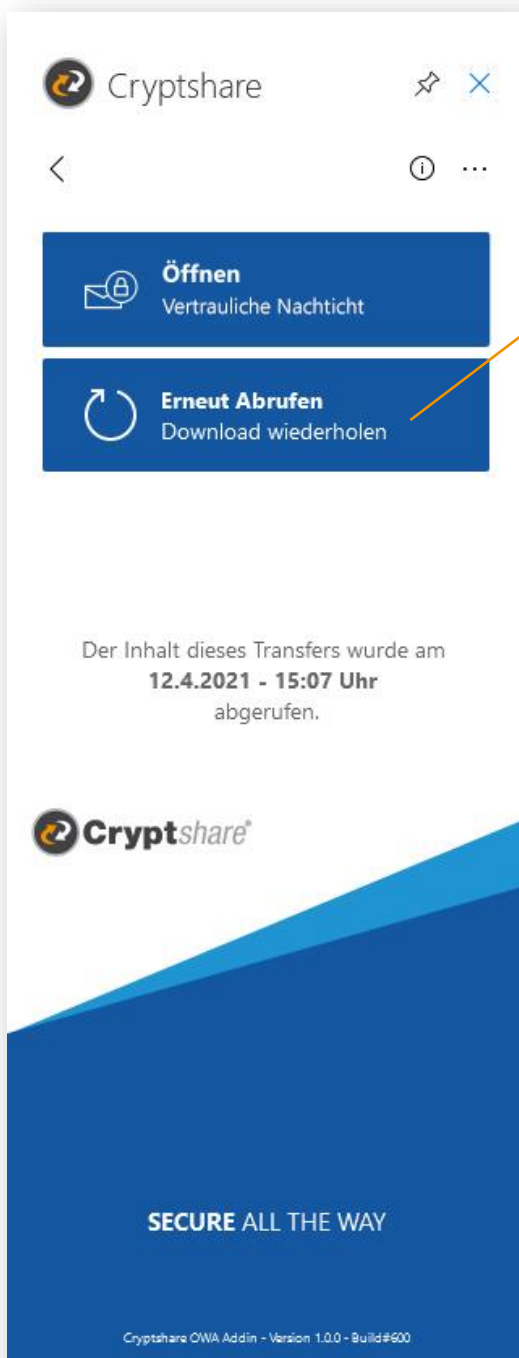 Cryptshare
Öffnen
Vertrauliche Nachticht
Erneut Abrufen
Download wiederholen
Der Inhalt dieses Transfers wurde am
12.4.2021 - 15:07 Uhr
abgerufen.
Cryptshare®
SECURE ALL THE WAY
Cryptshare OWA Addin - Version 1.0.0 - Build#600